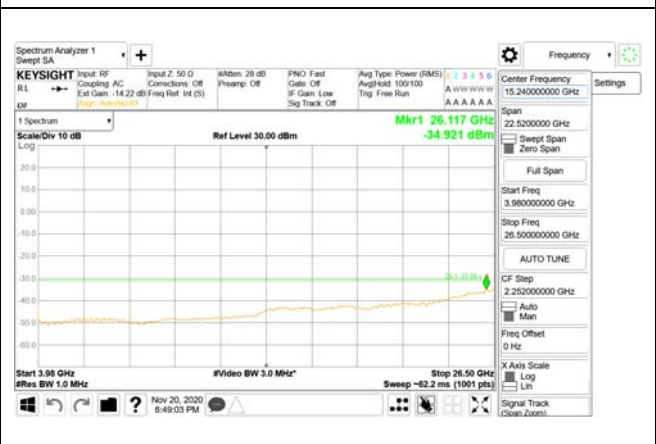 Spectrum Analyzer 1
Swept SA
Frequency
KEYSIGHT
RL
Input: RF
Coupling: AC
Ext Gain: -14.22 dB
Align: Auto/No RF
Input Z: 50 Ω
Corrections: Off
Freq Ref: Int (S)
#Atten: 28 dB
Preamp: Off
PNO: Fast
Gate: Off
IF Gain: Low
Sig Track: Off
Avg Type: Power (RMS)
Avg|Hold: 100/100
Trig: Free Run
1 2 3 4 5 6
A W W W W W
A A A A A A
Center Frequency
15.240000000 GHz
Settings
Span
22.5200000 GHz
Swept Span
Zero Span
Full Span
Start Freq
3.980000000 GHz
Stop Freq
26.500000000 GHz
AUTO TUNE
CF Step
2.252000000 GHz
Auto
Man
Freq Offset
0 Hz
X Axis Scale
Log
Lin
Signal Track
(Span Zoom)
1 Spectrum
Scale/Div 10 dB
Ref Level 30.00 dBm
Mkr1 26.117 GHz
-34.921 dBm
Log
20.0
10.0
0.00
-10.0
-20.0
-30.0
-40.0
-50.0
-60.0
Start 3.98 GHz
#Video BW 3.0 MHz*
Stop 26.50 GHz
#Res BW 1.0 MHz
Sweep ~62.2 ms (1001 pts)
?
Nov 20, 2020
6:49:03 PM